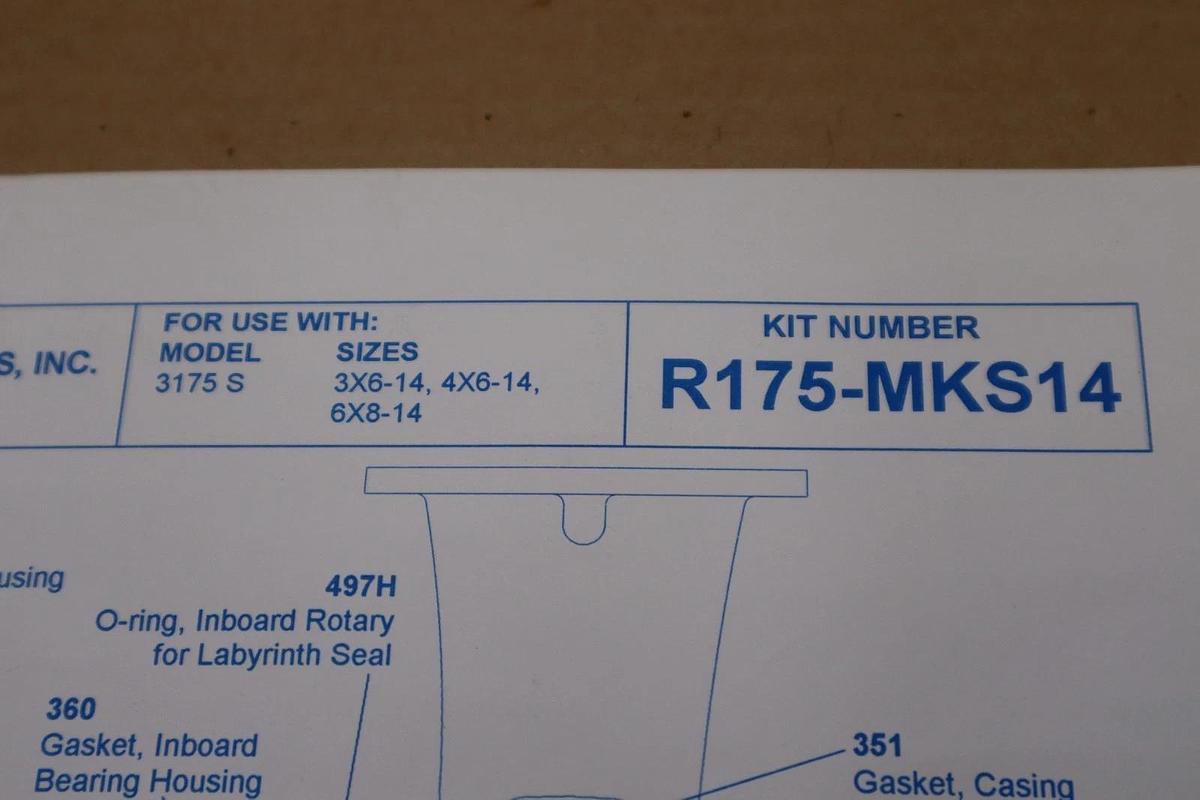 S, INC.
FOR USE WITH:
MODEL SIZES
3175 S 3X6-14, 4X6-14,
6X8-14
KIT NUMBER
R175-MKS14
using
497H
O-ring, Inboard Rotary
for Labyrinth Seal
360
Gasket, Inboard
Bearing Housing
351
Gasket, Casing